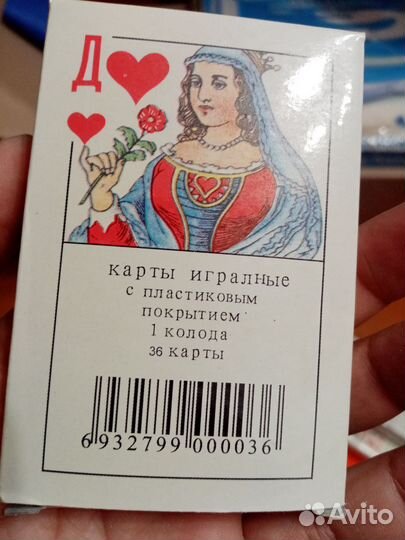 Д
карты игралные
с пластиковым
покрытием
1 колода
36 карты
6 932799 000036
Avito